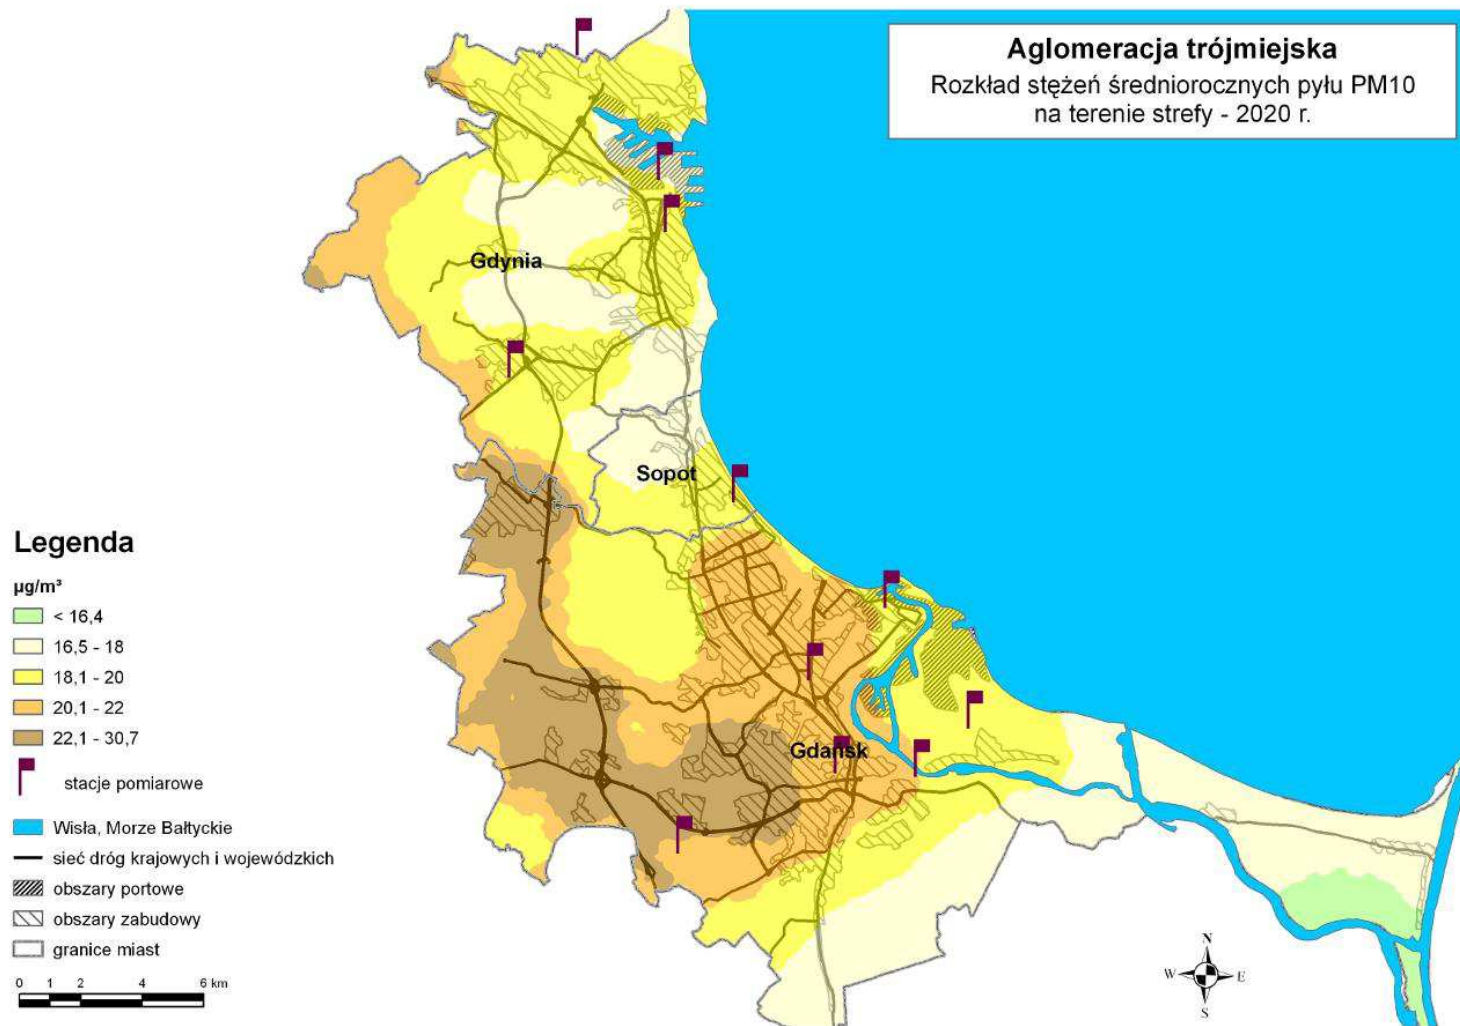 Aglomeracja trójmiejska
Rozkład stężeń średniorocznych pyłu PM10
na terenie strefy - 2020 r.
Gdynia
Sopot
Gdańsk
Legenda
µg/m³
< 16,4
16,5 - 18
18,1 - 20
20,1 - 22
22,1 - 30,7
stacje pomiarowe
Wisła, Morze Bałtyckie
sieć dróg krajowych i wojewódzkich
obszary portowe
obszary zabudowy
granice miast
0 1 2 4 6 km
N
W E
S